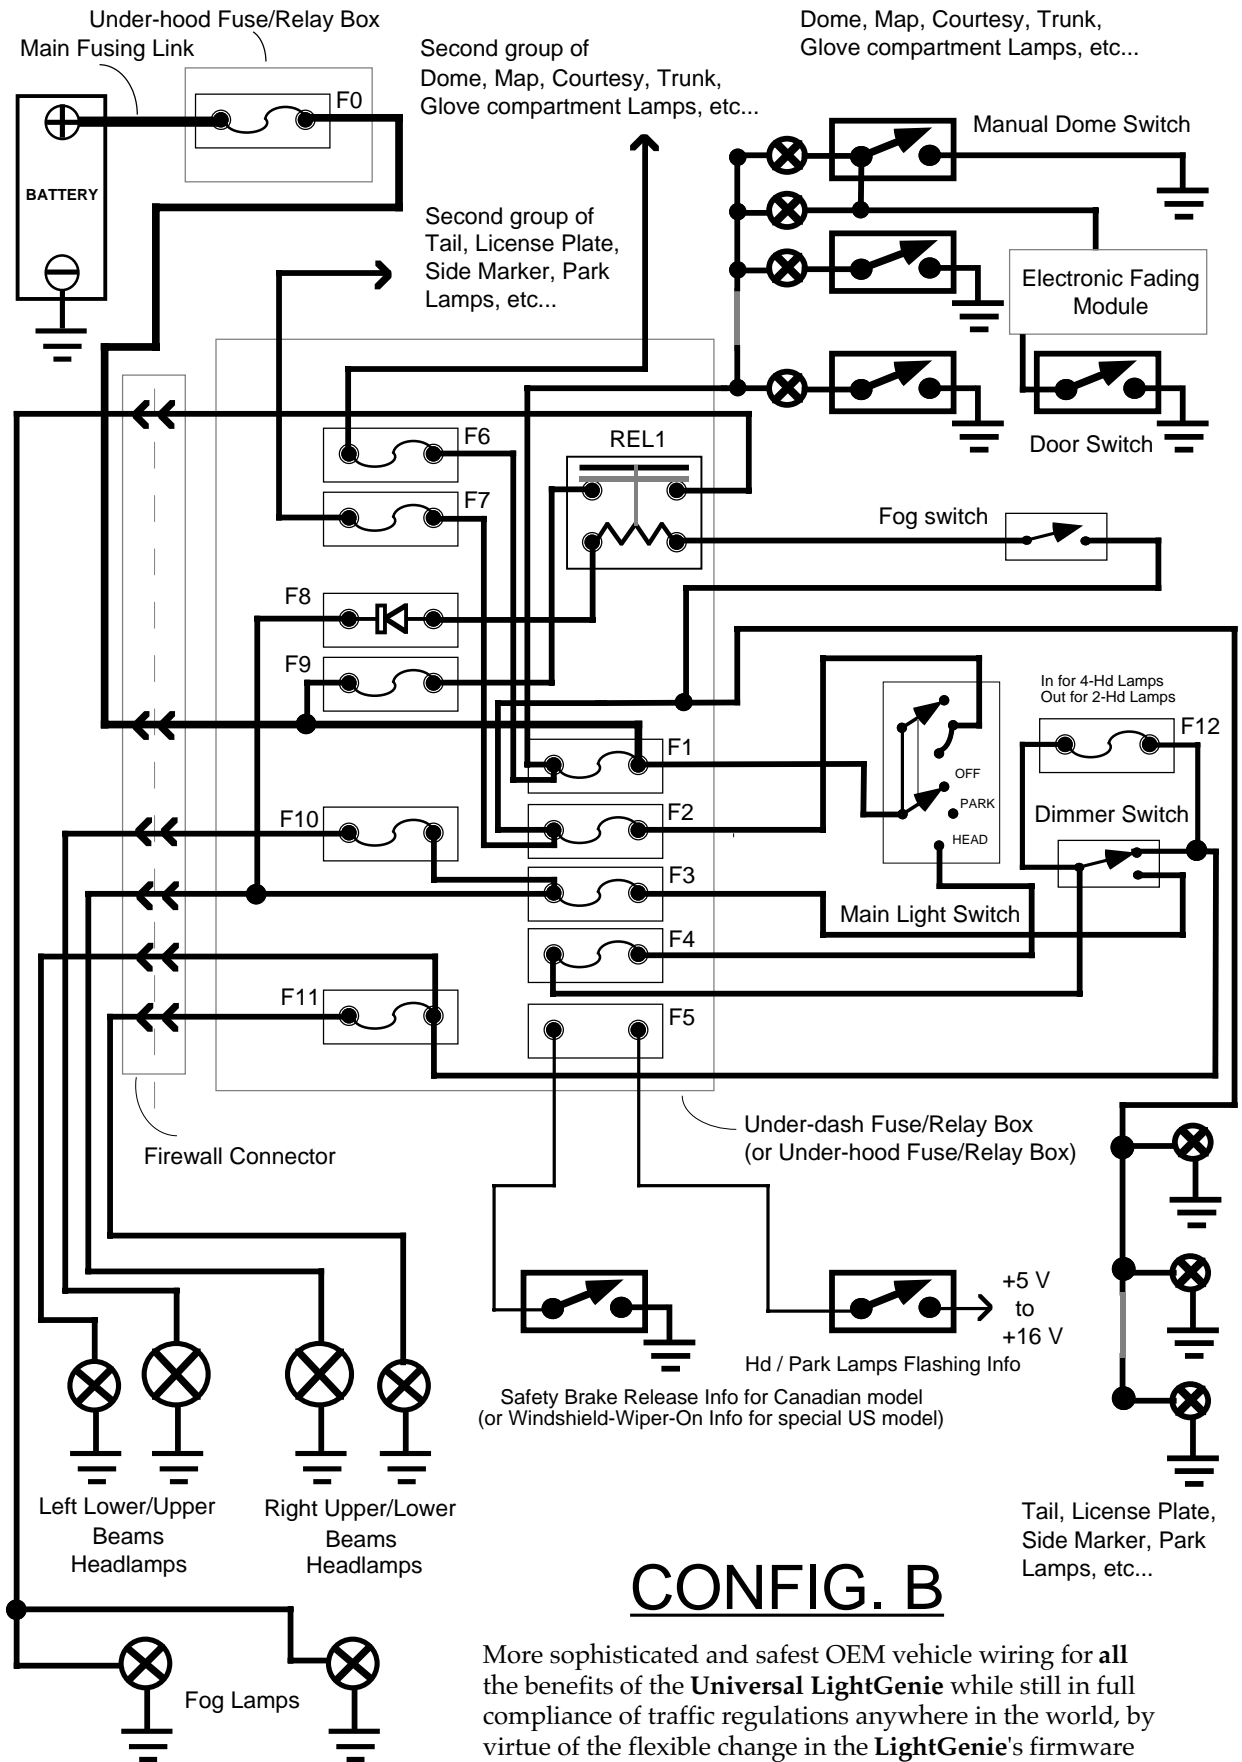 Under-hood Fuse/Relay Box
Main Fusing Link
F0
BATTERY
Second group of
Dome, Map, Courtesy, Trunk,
Glove compartment Lamps, etc...
Dome, Map, Courtesy, Trunk,
Glove compartment Lamps, etc...
Manual Dome Switch
Second group of
Tail, License Plate,
Side Marker, Park
Lamps, etc...
Electronic Fading
Module
Door Switch
F6
REL1
F7
Fog switch
F8
F9
In for 4-Hd Lamps
Out for 2-Hd Lamps
F12
F1
OFF
PARK
HEAD
F10
F2
Dimmer Switch
F3
Main Light Switch
F4
F11
F5
Firewall Connector
Under-dash Fuse/Relay Box
(or Under-hood Fuse/Relay Box)
+5 V
to
+16 V
Hd / Park Lamps Flashing Info
Safety Brake Release Info for Canadian model
(or Windshield-Wiper-On Info for special US model)
Left Lower/Upper
Beams
Headlamps
Right Upper/Lower
Beams
Headlamps
Tail, License Plate,
Side Marker, Park
Lamps, etc...
CONFIG. B
Fog Lamps
More sophisticated and safest OEM vehicle wiring for all
the benefits of the Universal LightGenie while still in full
compliance of traffic regulations anywhere in the world, by
virtue of the flexible change in the LightGenie's firmware